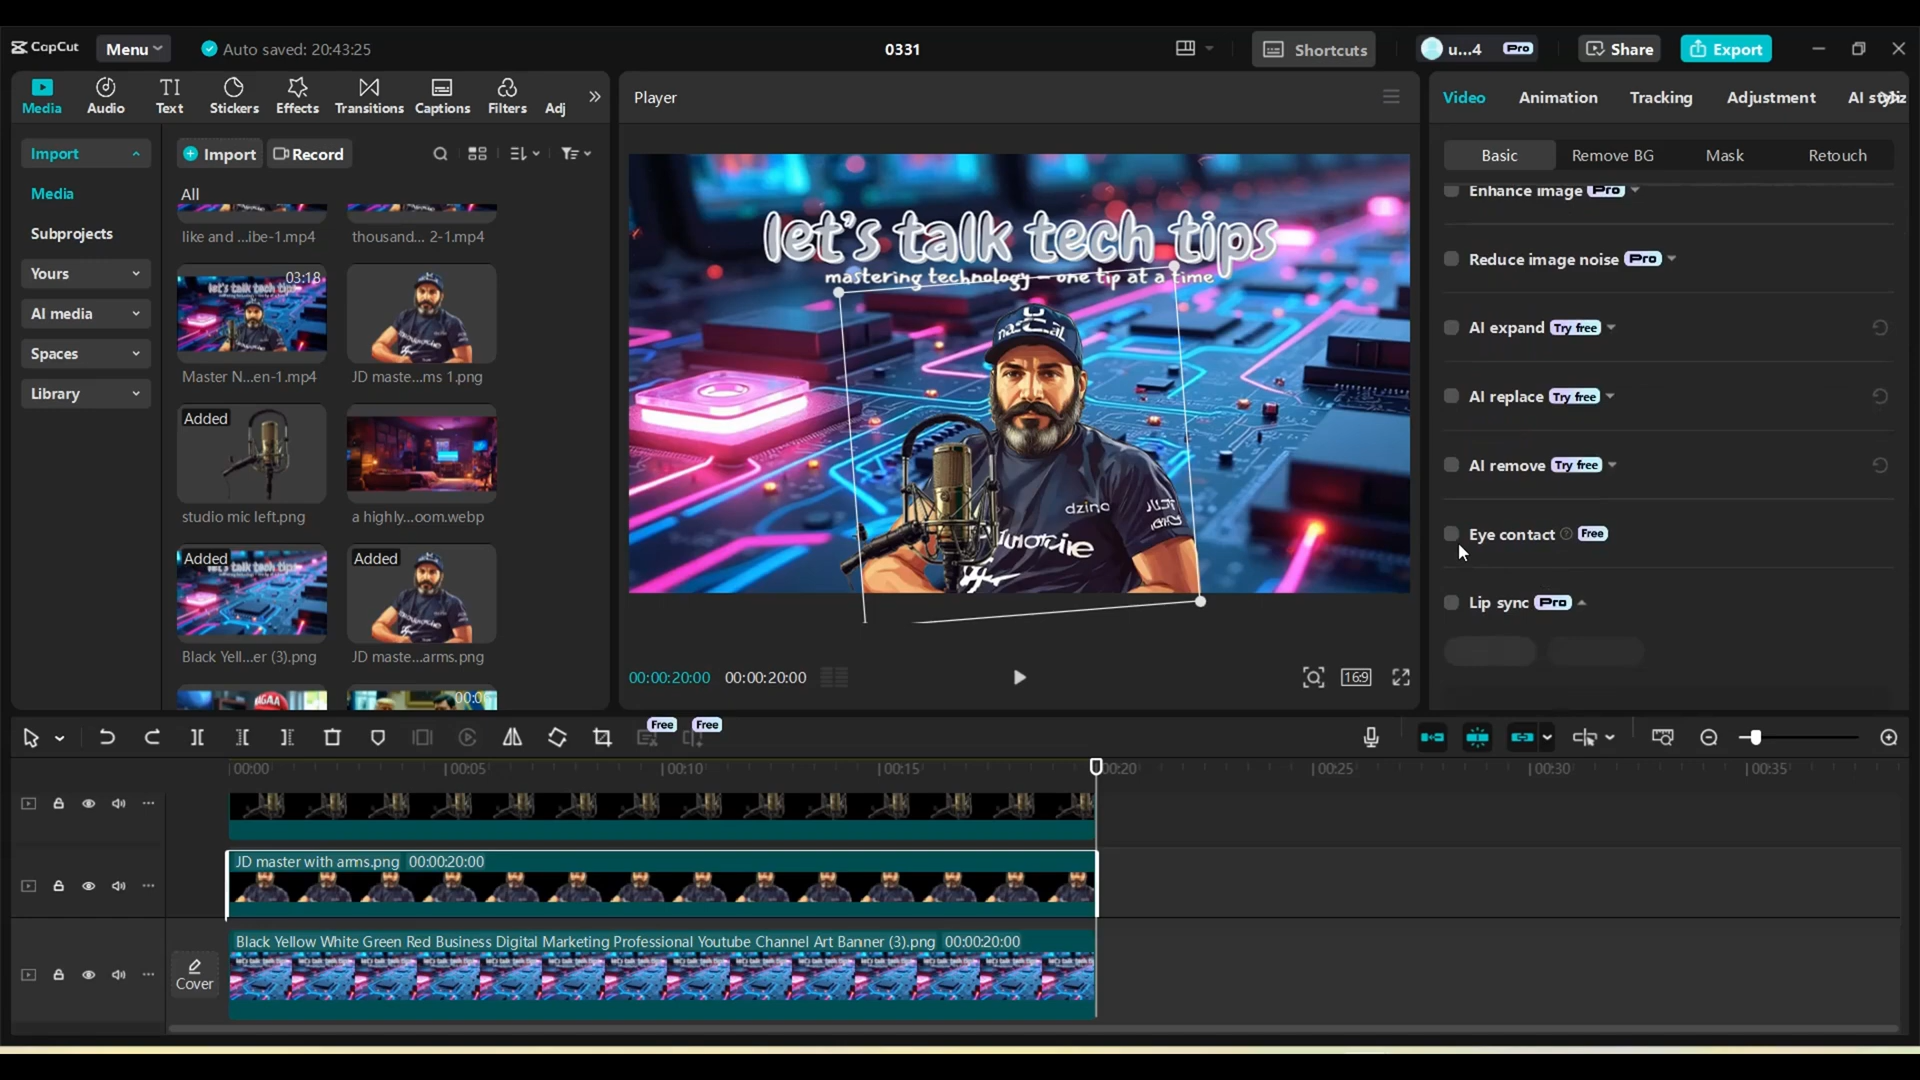 CapCut
Menu
Auto saved: 20:43:25
0331
Shortcuts
u...4
Pro
Share
Export
Media
Audio
Text
Stickers
Effects
Transitions
Captions
Filters
Adj
Import
Media
Subprojects
Yours
AI media
Spaces
Library
Import
Record
All
like and ...ibe-1.mp4
thousand... 2-1.mp4
03:18
Master N...en-1.mp4
JD maste...ms 1.png
Added
studio mic left.png
a highly...oom.webp
Added
Black Yell...er (3).png
Added
JD maste...arms.png
Player
let's talk tech tips
mastering technology – one tip at a time
dzino
00:00:20:00
00:00:20:00
16:9
Video
Animation
Tracking
Adjustment
Basic
Remove BG
Mask
Retouch
Enhance image Pro
Reduce image noise Pro
AI expand Try free
AI replace Try free
AI remove Try free
Eye contact Free
Lip sync Pro
Free
Free
00:00
00:05
00:10
00:15
00:20
00:25
00:30
00:35
JD master with arms.png 00:00:20:00
Cover
Black Yellow White Green Red Business Digital Marketing Professional Youtube Channel Art Banner (3).png 00:00:20:00